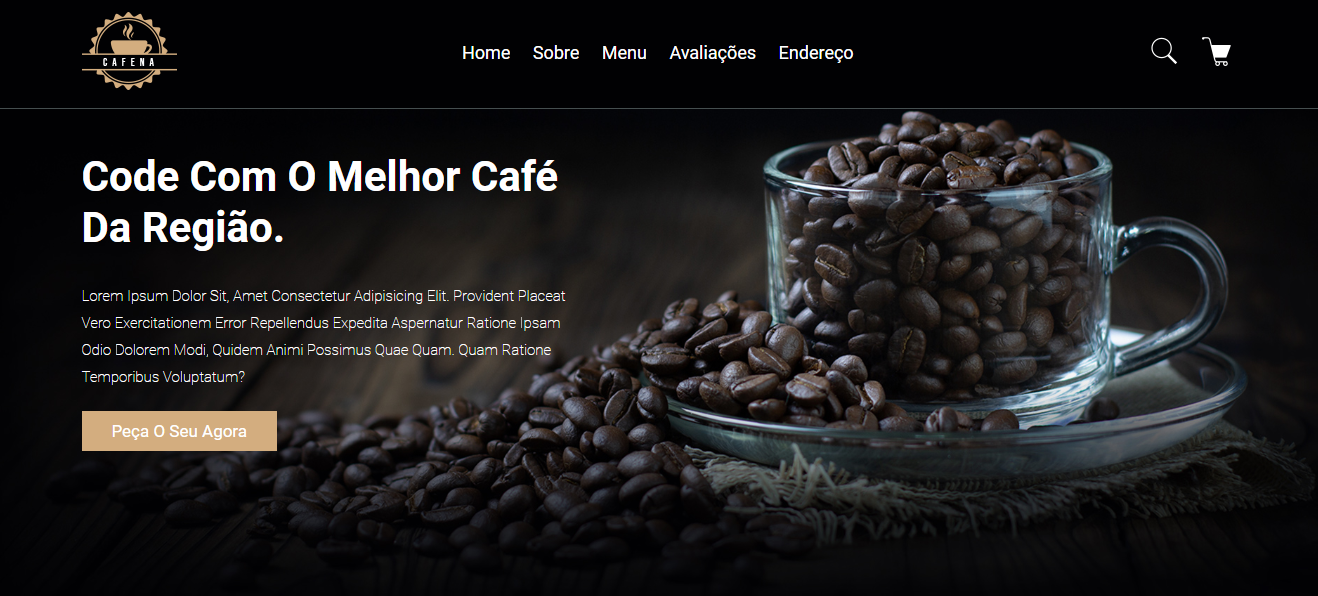 CAFENA
Home Sobre Menu Avaliações Endereço
Code Com O Melhor Café
Da Região.
Lorem Ipsum Dolor Sit, Amet Consectetur Adipisicing Elit. Provident Placeat
Vero Exercitationem Error Repellendus Expedita Aspernatur Ratione Ipsam
Odio Dolorem Modi, Quidem Animi Possimus Quae Quam. Quam Ratione
Temporibus Voluptatum?
Peça O Seu Agora